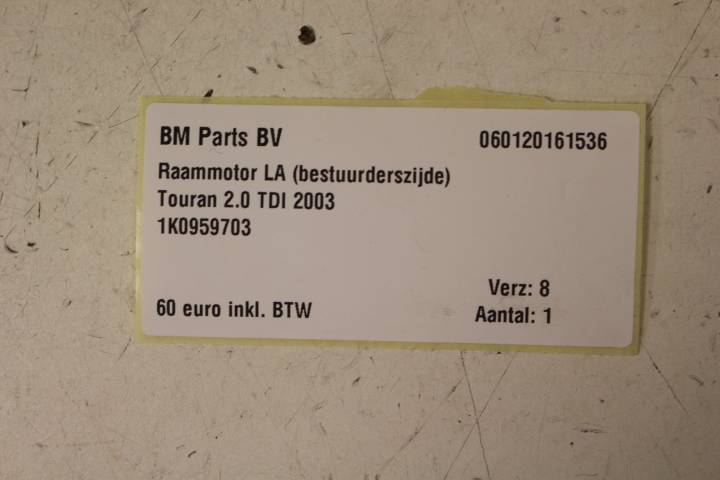 BM Parts BV 060120161536
Raammotor LA (bestuurderszijde)
Touran 2.0 TDI 2003
1K0959703
Verz: 8
60 euro inkl. BTW Aantal: 1